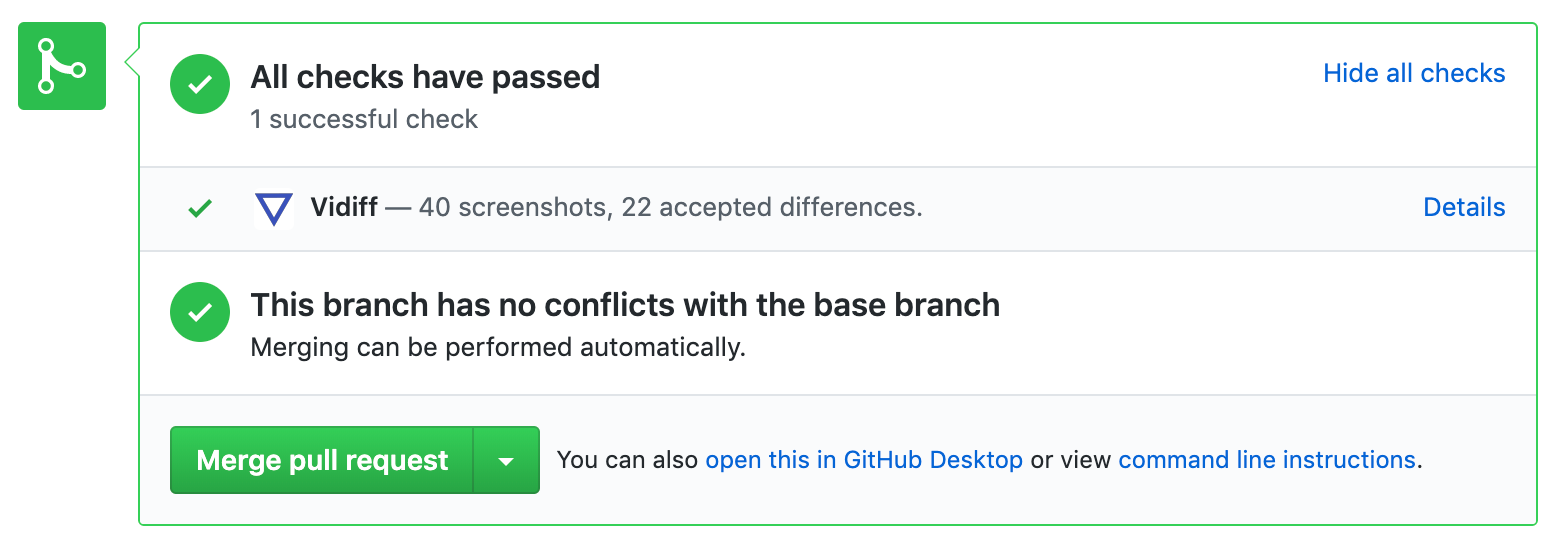 All checks have passed
Hide all checks
1 successful check
Vidiff — 40 screenshots, 22 accepted differences.
Details
This branch has no conflicts with the base branch
Merging can be performed automatically.
Merge pull request
You can also open this in GitHub Desktop or view command line instructions.